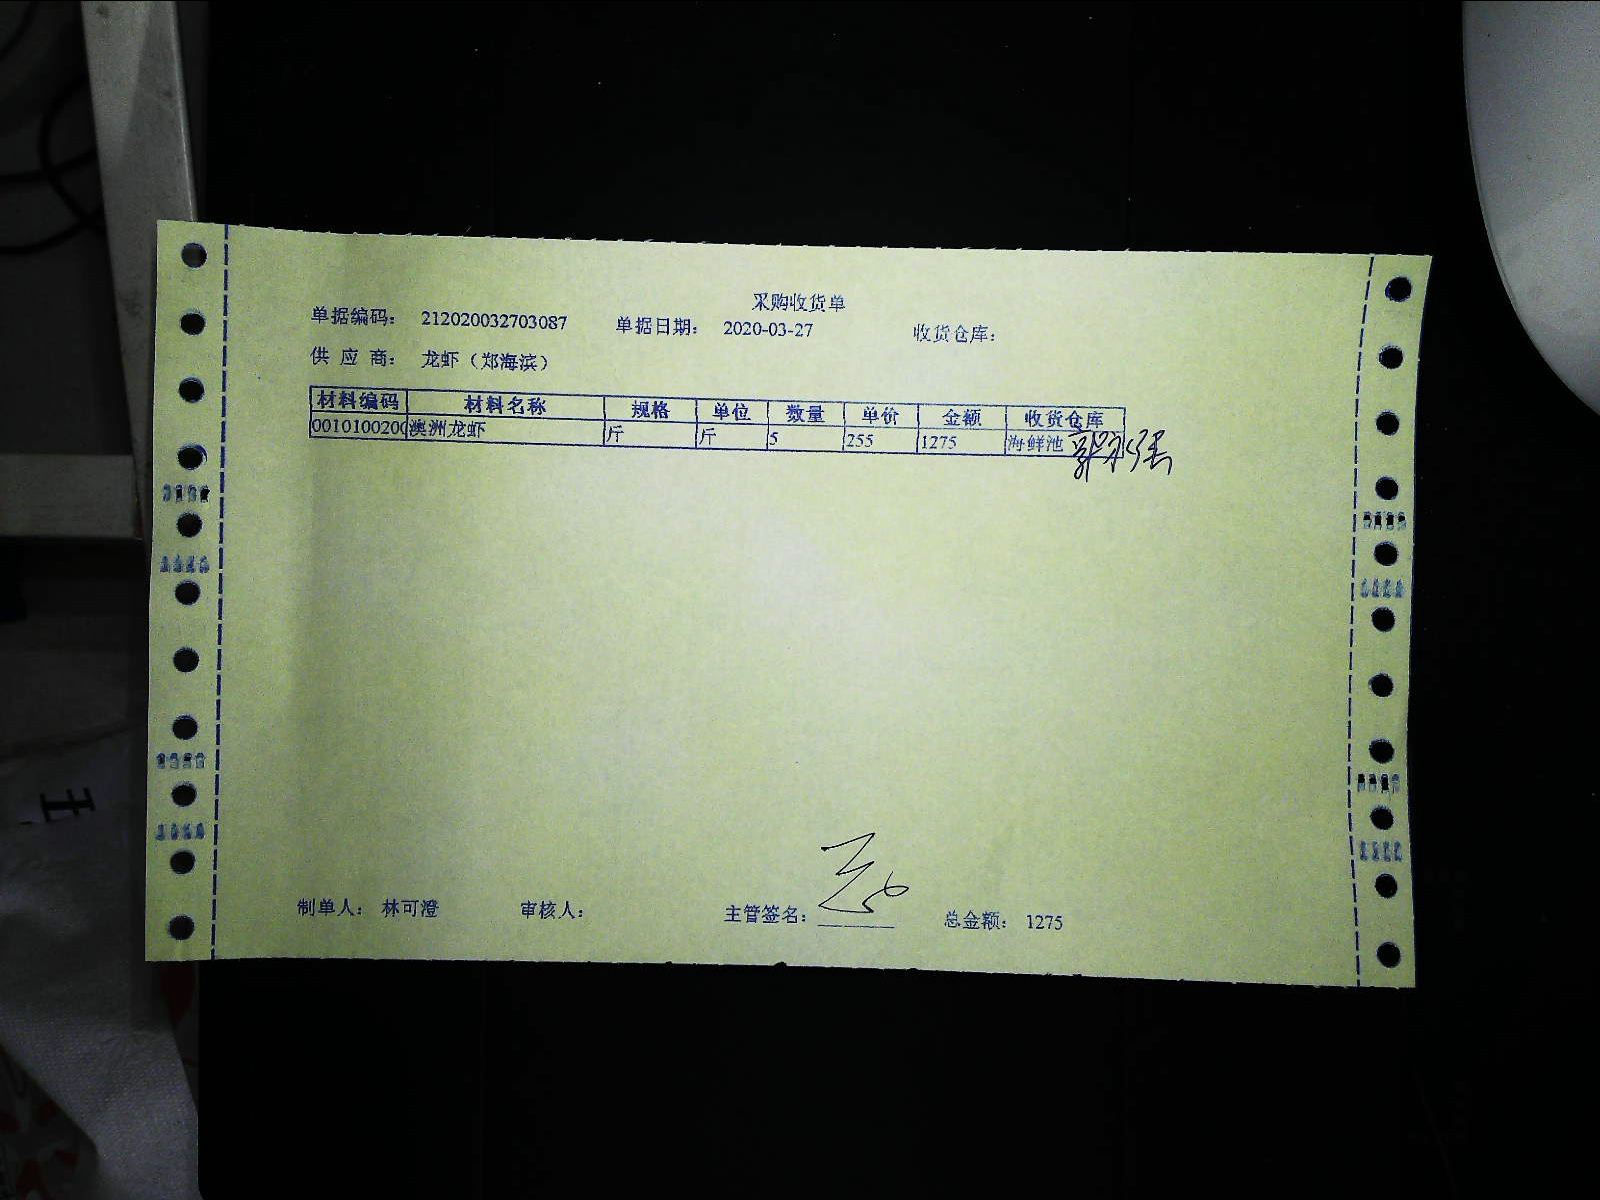 采购收货单
单据编码： 212020032703087 单据日期： 2020-03-27 收货仓库：
供 应 商： 龙虾（郑海滨）
材料编码 材料名称 规格 单位 数量 单价 金额 收货仓库
0010100200 澳洲龙虾 斤 斤 5 255 1275 海鲜池
制单人： 林可澄 审核人： 主管签名： 总金额： 1275